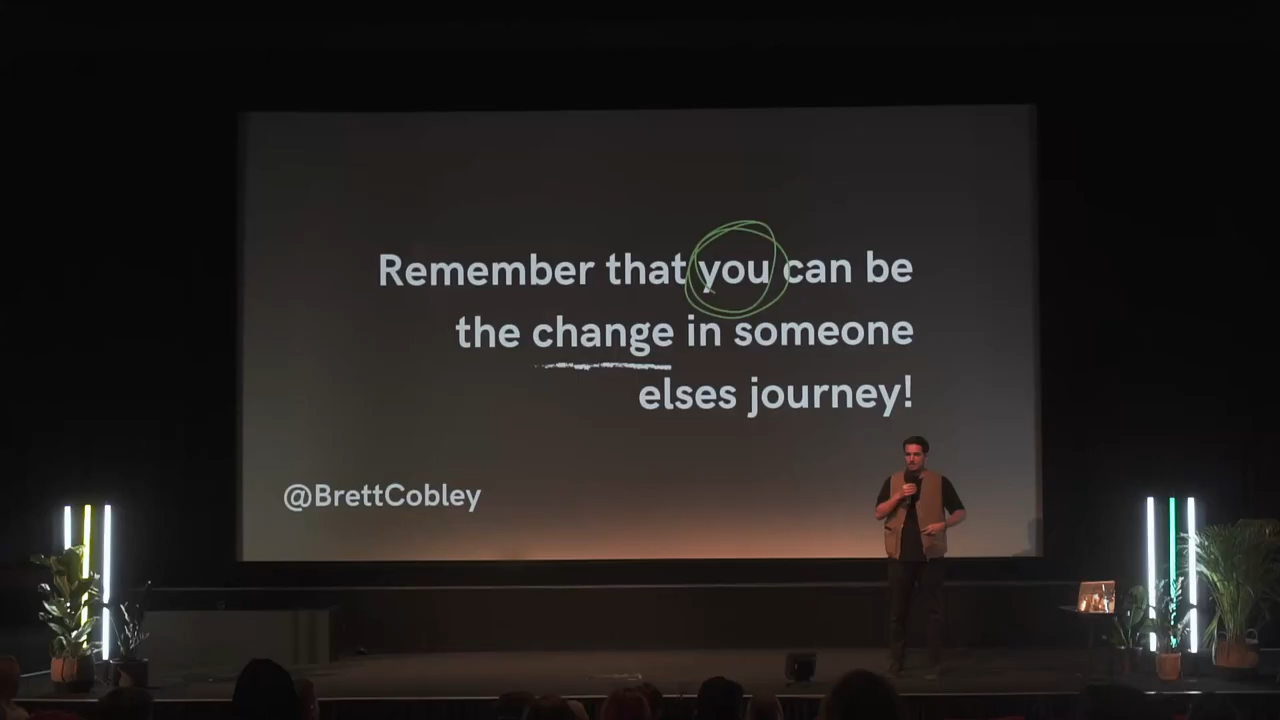 Remember that you can be
the change in someone
elses journey!
@BrettCobley